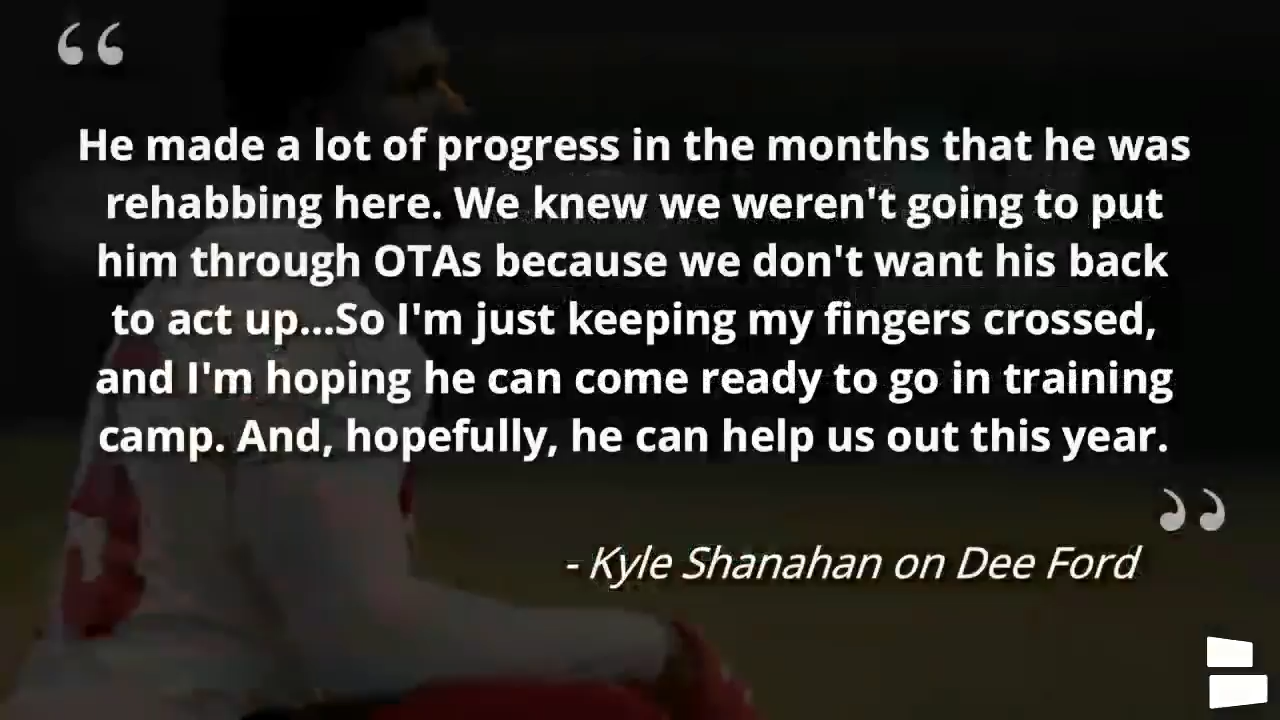 “
He made a lot of progress in the months that he was
rehabbing here. We knew we weren't going to put
him through OTAs because we don't want his back
to act up...So I'm just keeping my fingers crossed,
and I'm hoping he can come ready to go in training
camp. And, hopefully, he can help us out this year.
”
- Kyle Shanahan on Dee Ford